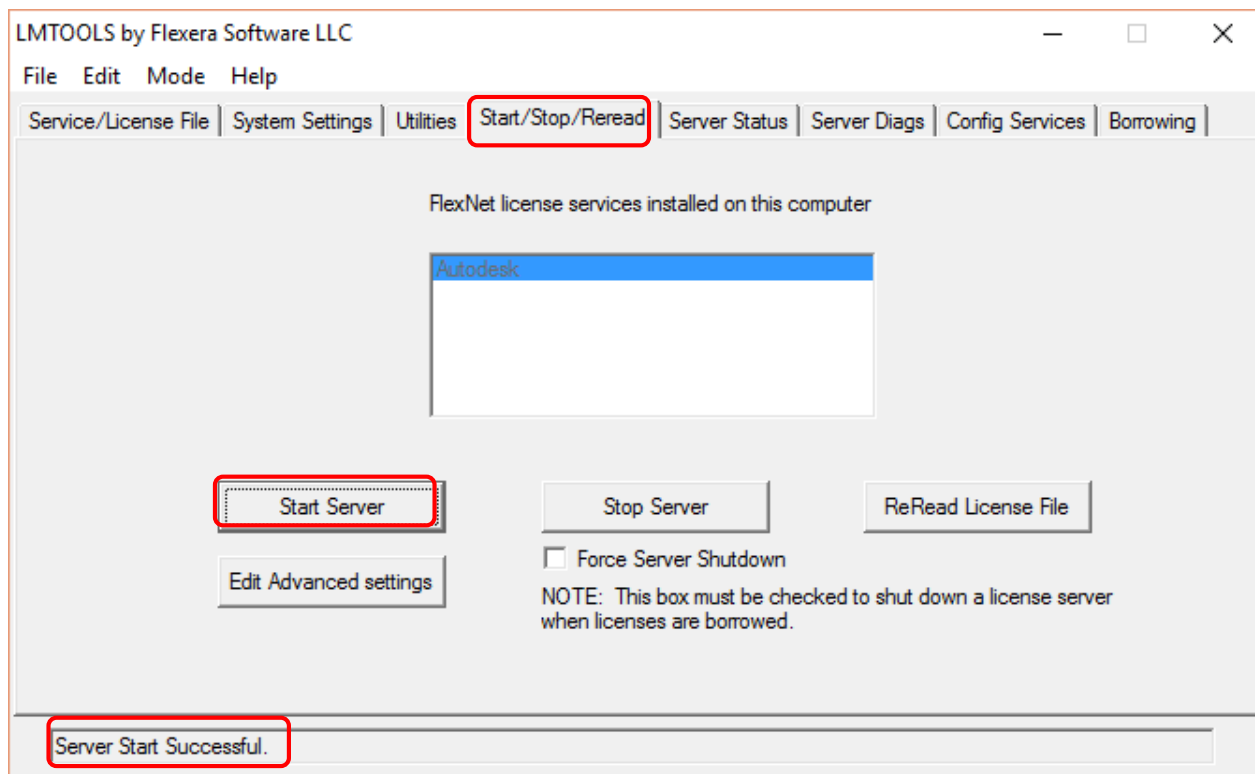 LMTOOLS by Flexera Software LLC
File Edit Mode Help
Service/License File System Settings Utilities Start/Stop/Reread Server Status Server Diags Config Services Borrowing
FlexNet license services installed on this computer
Autodesk
Start Server Stop Server ReRead License File
Force Server Shutdown
Edit Advanced settings
NOTE: This box must be checked to shut down a license server
when licenses are borrowed.
Server Start Successful.